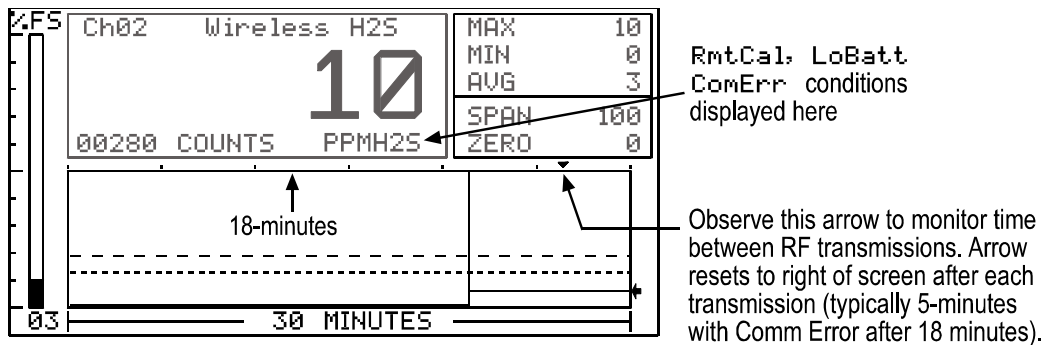 %FS
Ch02 Wireless H2S
10
00280 COUNTS PPMH2S
MAX 10
MIN 0
AVG 3
SPAN 100
ZERO 0
RmtCal, LoBatt
ComErr conditions
displayed here
18-minutes
Observe this arrow to monitor time
between RF transmissions. Arrow
resets to right of screen after each
transmission (typically 5-minutes
with Comm Error after 18 minutes).
03 30 MINUTES